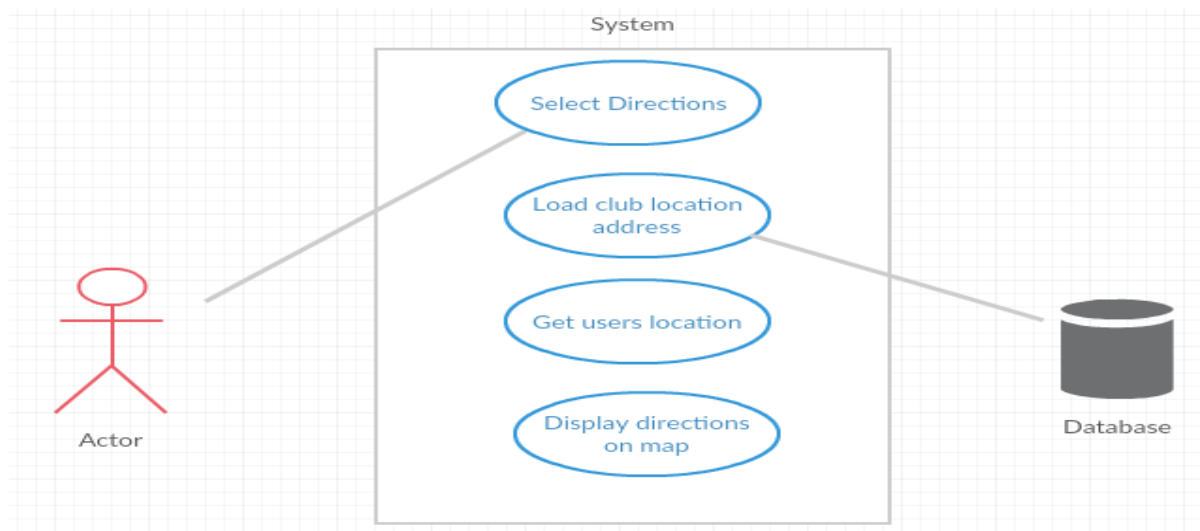 System
Select Directions
Load club location
address
Get users location
Display directions
on map
Actor
Database